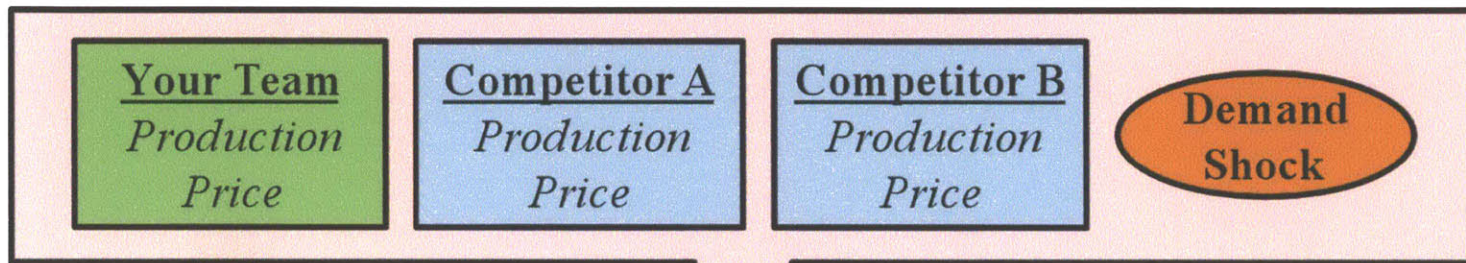 Your Team
Production
Price
Competitor A
Production
Price
Competitor B
Production
Price
Demand
Shock